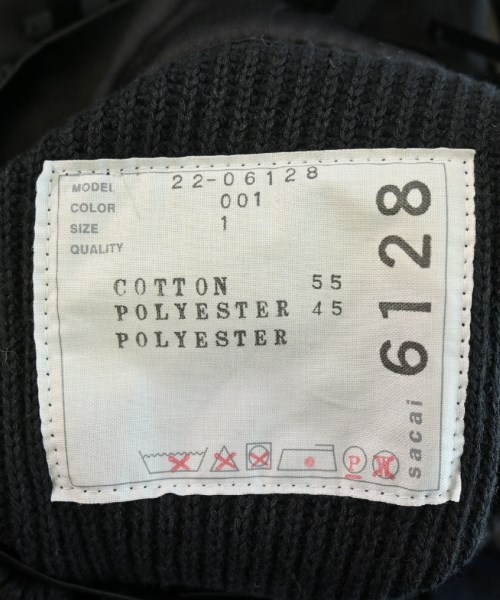 MODEL 22-06128
COLOR 001
SIZE 1
QUALITY
COTTON 55
POLYESTER 45
POLYESTER
P
W
sacai 6128